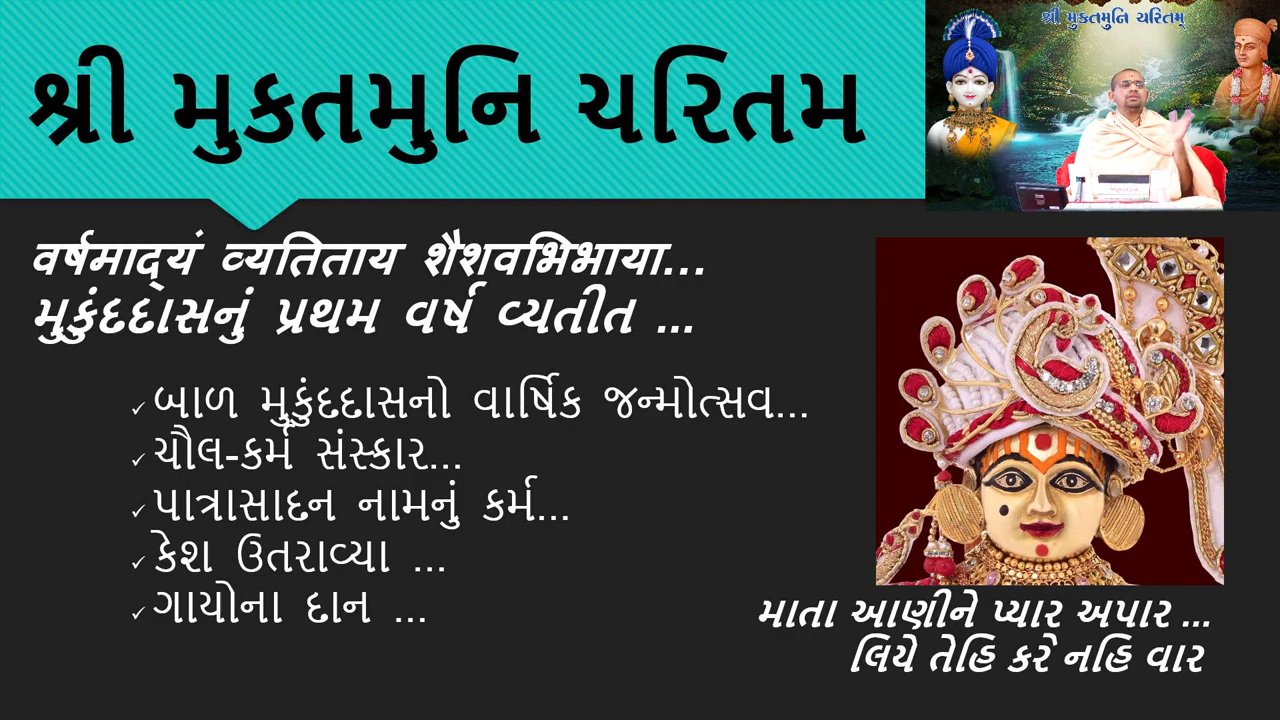 શ્રી મુકતમુનિ ચરિતમ
શ્રી મુકતમુનિ ચરિતમ્
वर्षमाद्यं व्यतिताय शैशवभिभाया...
મુકુંદદાસનું પ્રથમ વર્ષ વ્યતીત ...
✓ બાળ મુકુંદદાસનો વાર્ષિક જન્મોત્સવ...
✓ ચૌલ-કર્મ સંસ્કાર...
✓ પાત્રાસાદન નામનું કર્મ...
✓ કેશ ઉતરાવ્યા ...
✓ ગાયોના દાન ...
માતા આણીને પ્યાર અપાર ...
લિયે તેહિ કરે નહિ વાર